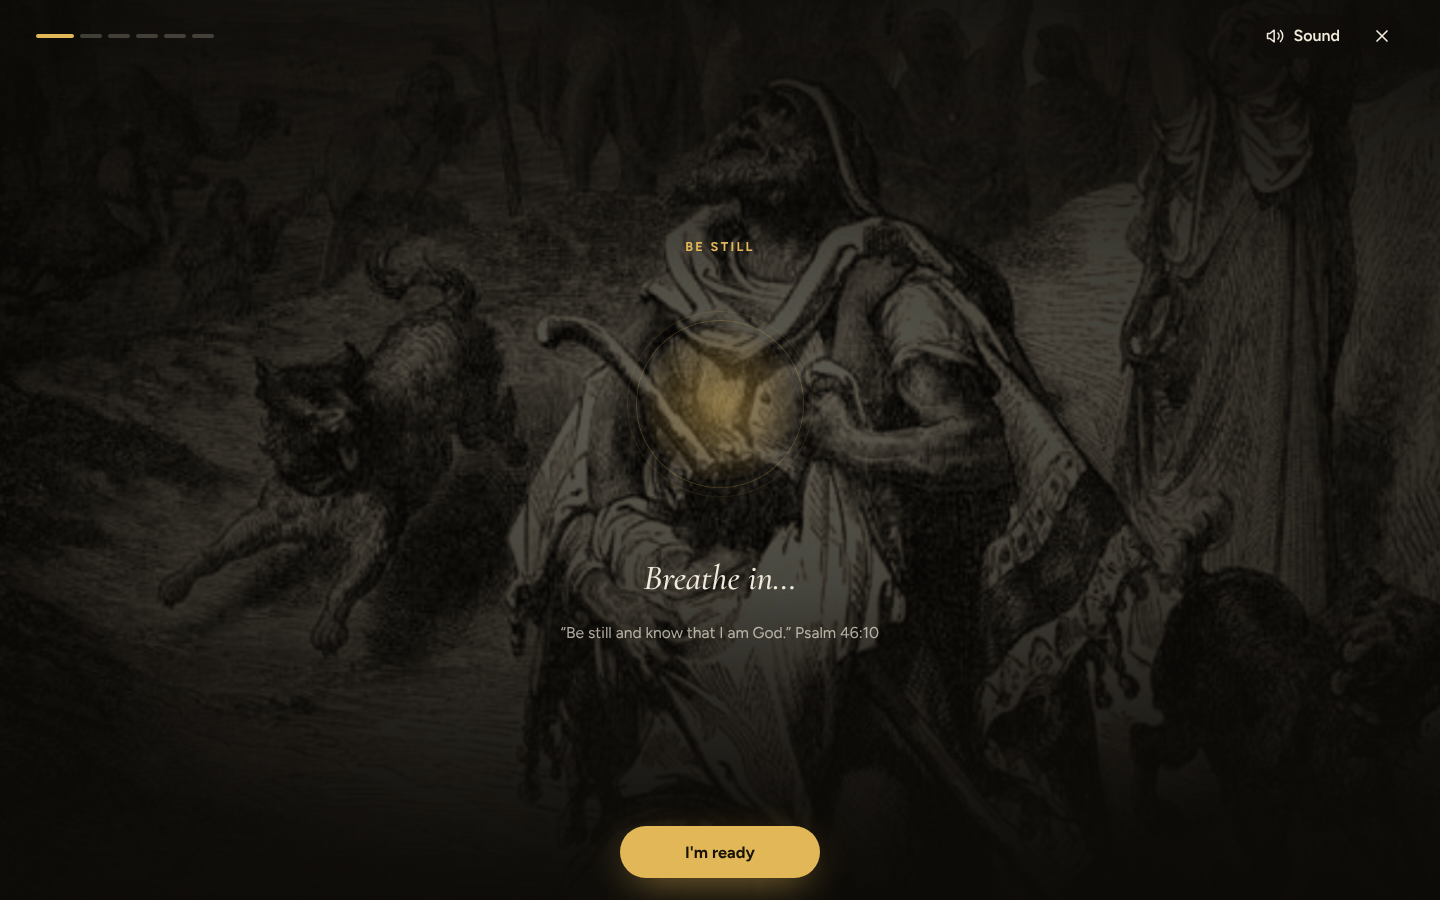 Sound
BE STILL
Breathe in...
“Be still and know that I am God.” Psalm 46:10
I'm ready